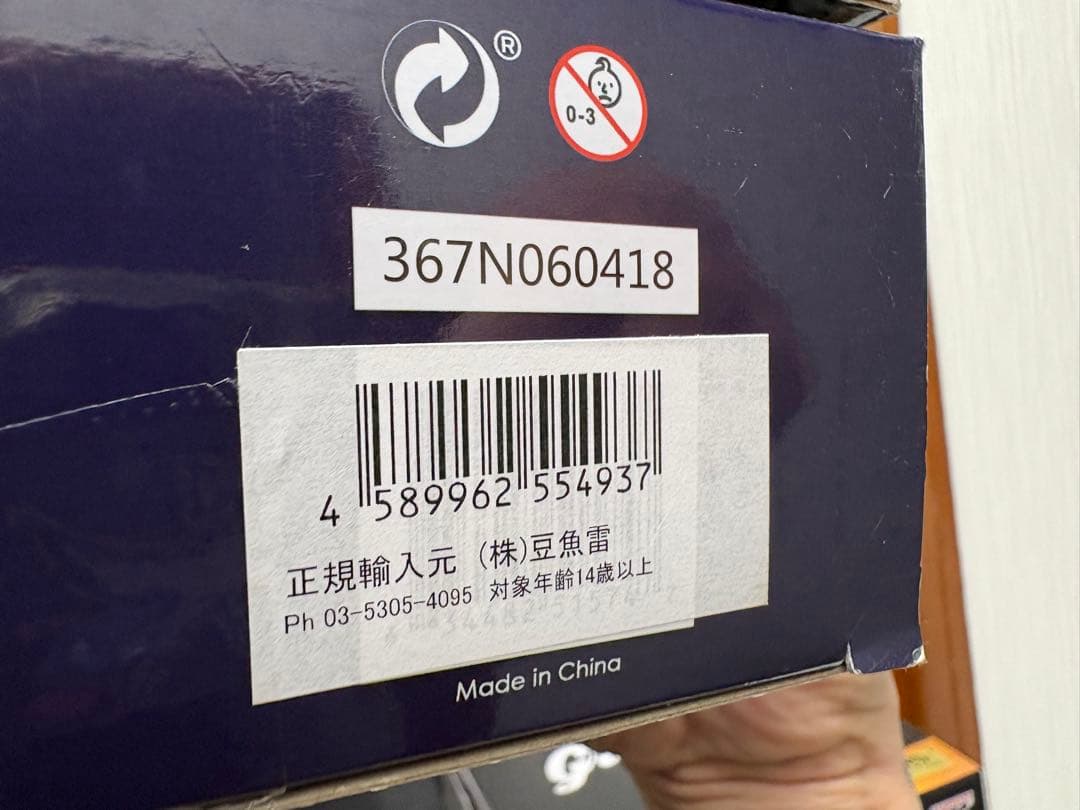 ®
0-3
367N060418
4 589962 554937
正規輸入元 (株)豆魚雷
Ph 03-5305-4095 対象年齢14歳以上
Made in China